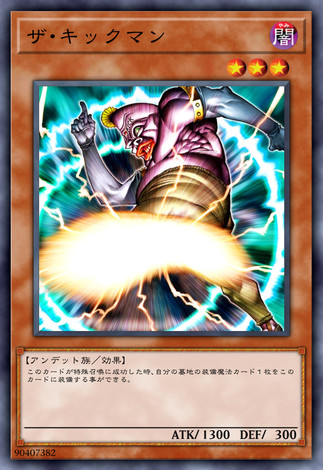 ザ・キックマン
やみ
闇
【アンデット族／効果】
このカードが特殊召喚に成功した時、自分の墓地の装備魔法カード１枚をこ
のカードに装備する事ができる。
ATK/ 1300 DEF/ 300
90407382